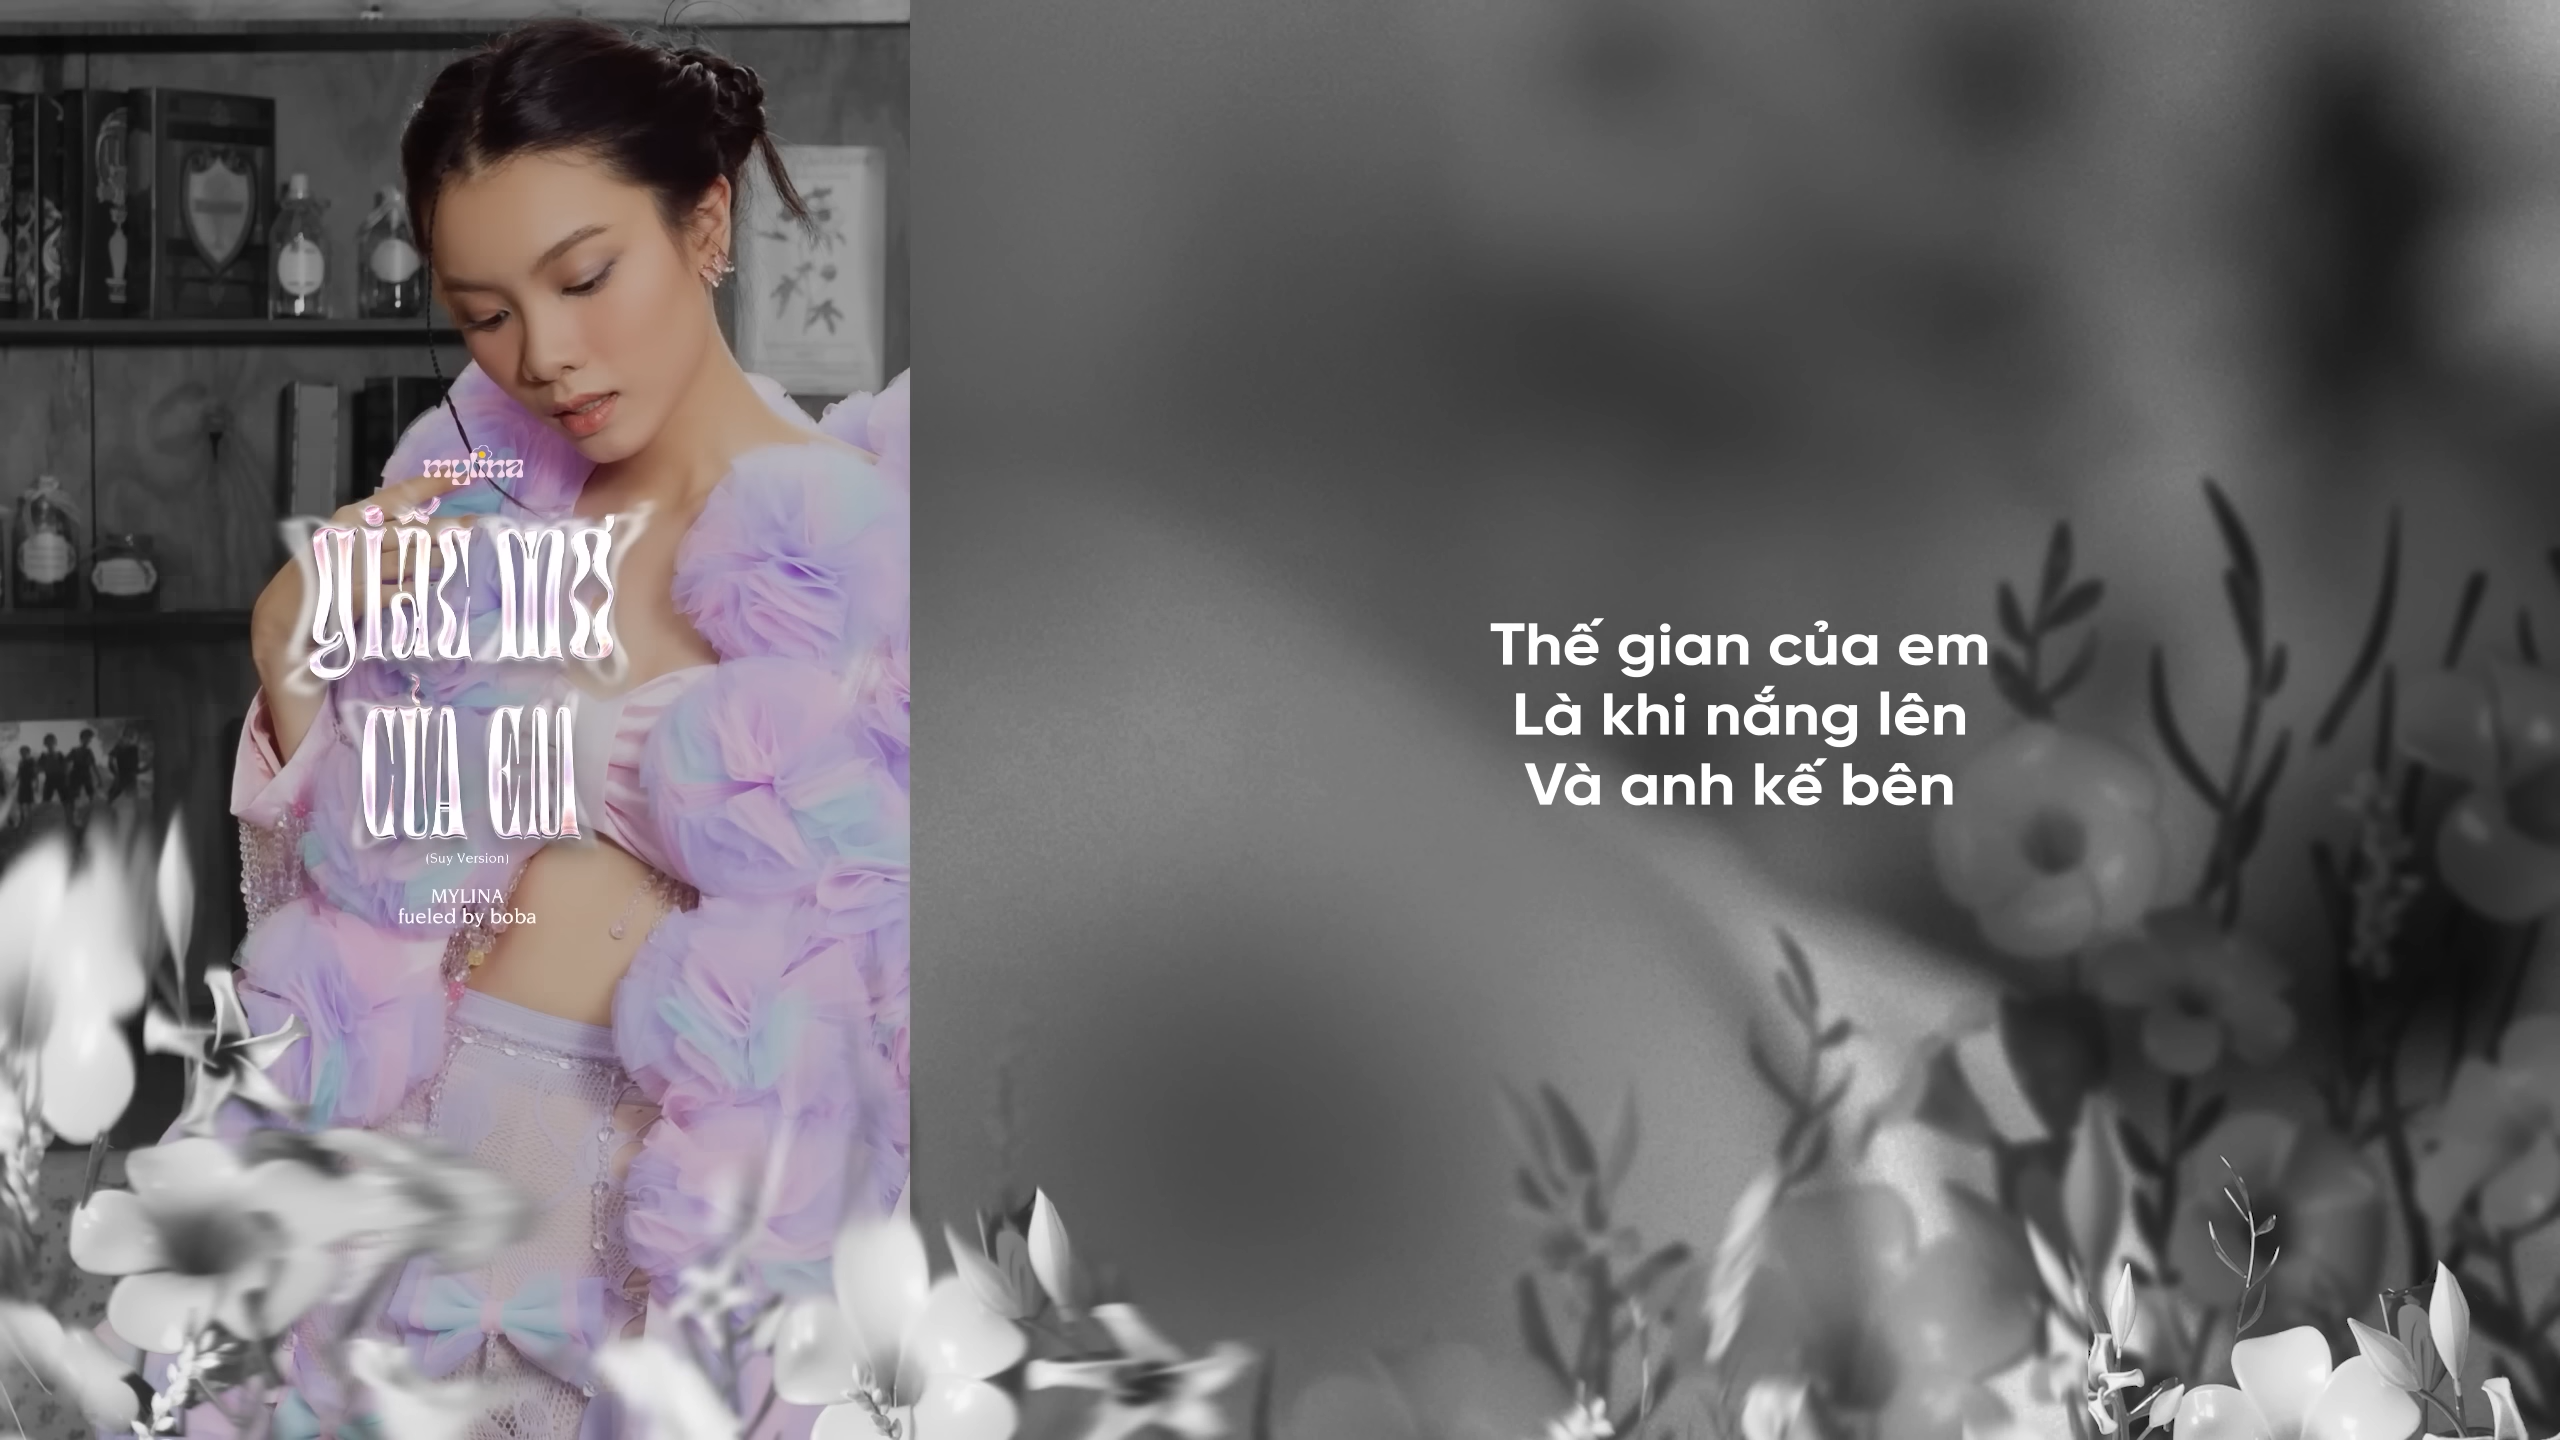 mylina
giấc mơ
CỦA EM
(Suy Version)
MYLINA
fueled by boba
Thế gian của em
Là khi nắng lên
Và anh kế bên